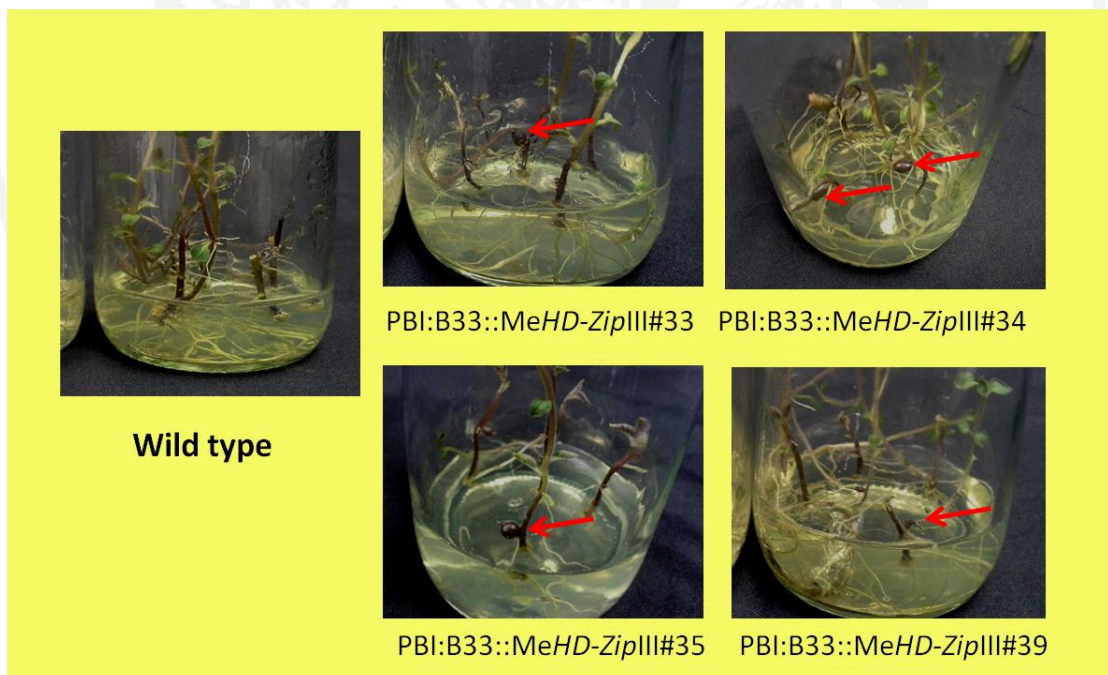 PBI:B33::MeHD-ZipIII#33
PBI:B33::MeHD-ZipIII#34
Wild type
PBI:B33::MeHD-ZipIII#35
PBI:B33::MeHD-ZipIII#39